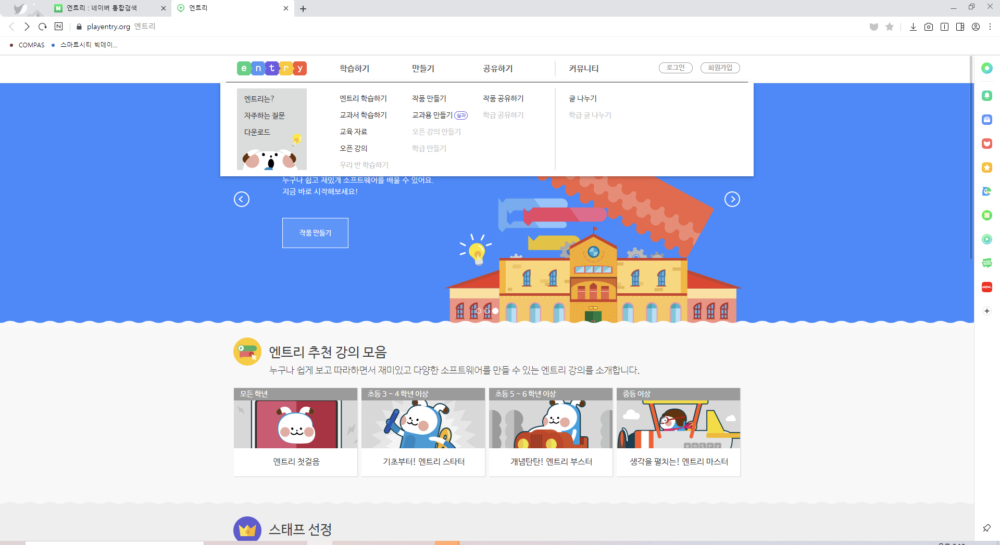 엔트리 : 네이버 통합검색
엔트리
playentry.org 엔트리
COMPAS
스마트시티 빅데이...
entry
학습하기
만들기
공유하기
커뮤니티
로그인
회원가입
엔트리는?
자주하는 질문
다운로드
엔트리 학습하기
교과서 학습하기
교육 자료
오픈 강의
우리 반 학습하기
작품 만들기
교과용 만들기 실과
오픈 강의 만들기
학급 만들기
작품 공유하기
학급 공유하기
글 나누기
학급 글 나누기
누구나 쉽고 재밌게 소프트웨어를 배울 수 있어요.
지금 바로 시작해보세요!
작품 만들기
엔트리 추천 강의 모음
누구나 쉽게 보고 따라하면서 재미있고 다양한 소프트웨어를 만들 수 있는 엔트리 강의를 소개합니다.
모든 학년
초등 3 ~ 4 학년 이상
초등 5 ~ 6 학년 이상
중등 이상
entry
엔트리 첫걸음
기초부터! 엔트리 스타터
개념탄탄! 엔트리 부스터
생각을 펼치는! 엔트리 마스터
스태프 선정
WEBTOON
NOW.